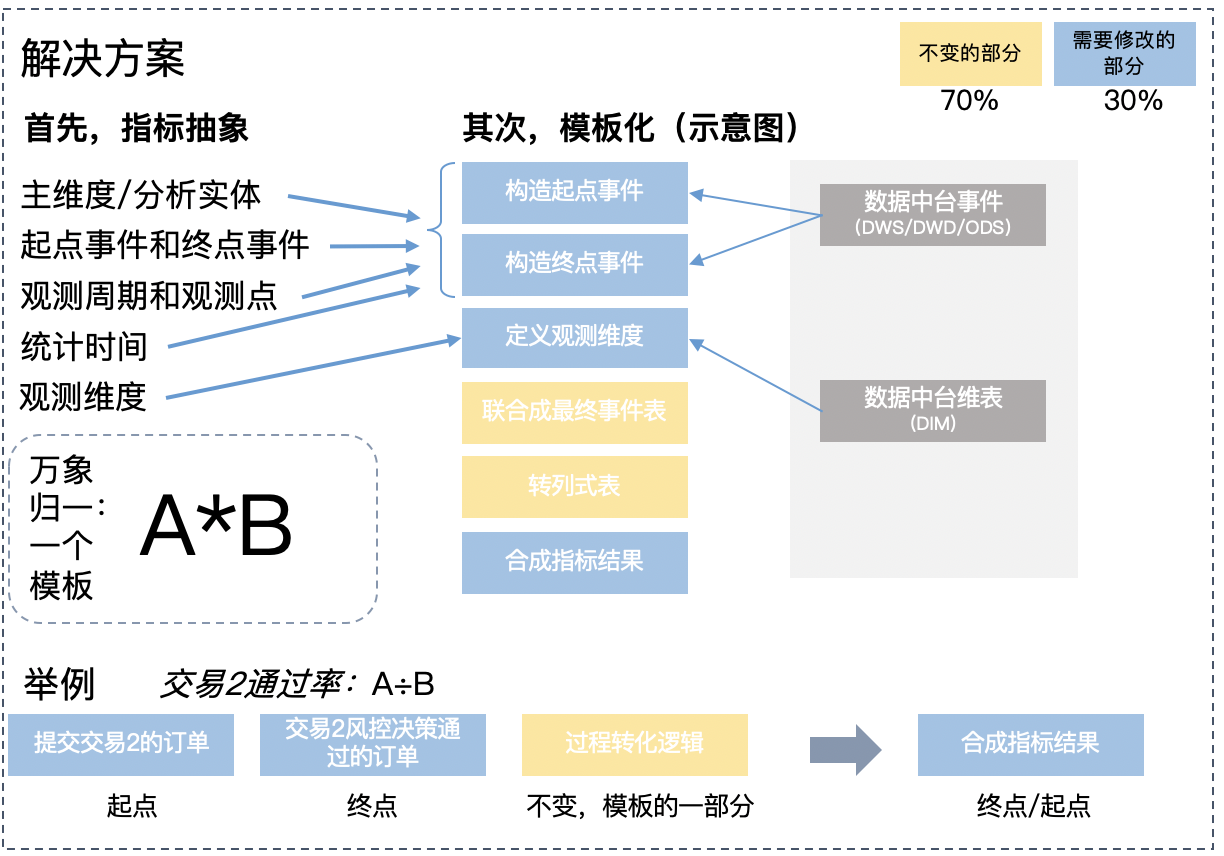 解决方案
不变的部分
70%
需要修改的
部分
30%
首先，指标抽象
主维度/分析实体
起点事件和终点事件
观测周期和观测点
统计时间
观测维度
万象
归一：
一个
模板
A*B
其次，模板化（示意图）
构造起点事件
构造终点事件
定义观测维度
联合成最终事件表
转列式表
合成指标结果
数据中台事件
(DWS/DWD/ODS)
数据中台维表
(DIM)
举例
交易2通过率：A÷B
提交交易2的订单
起点
交易2风控决策通
过的订单
终点
过程转化逻辑
不变，模板的一部分
合成指标结果
终点/起点